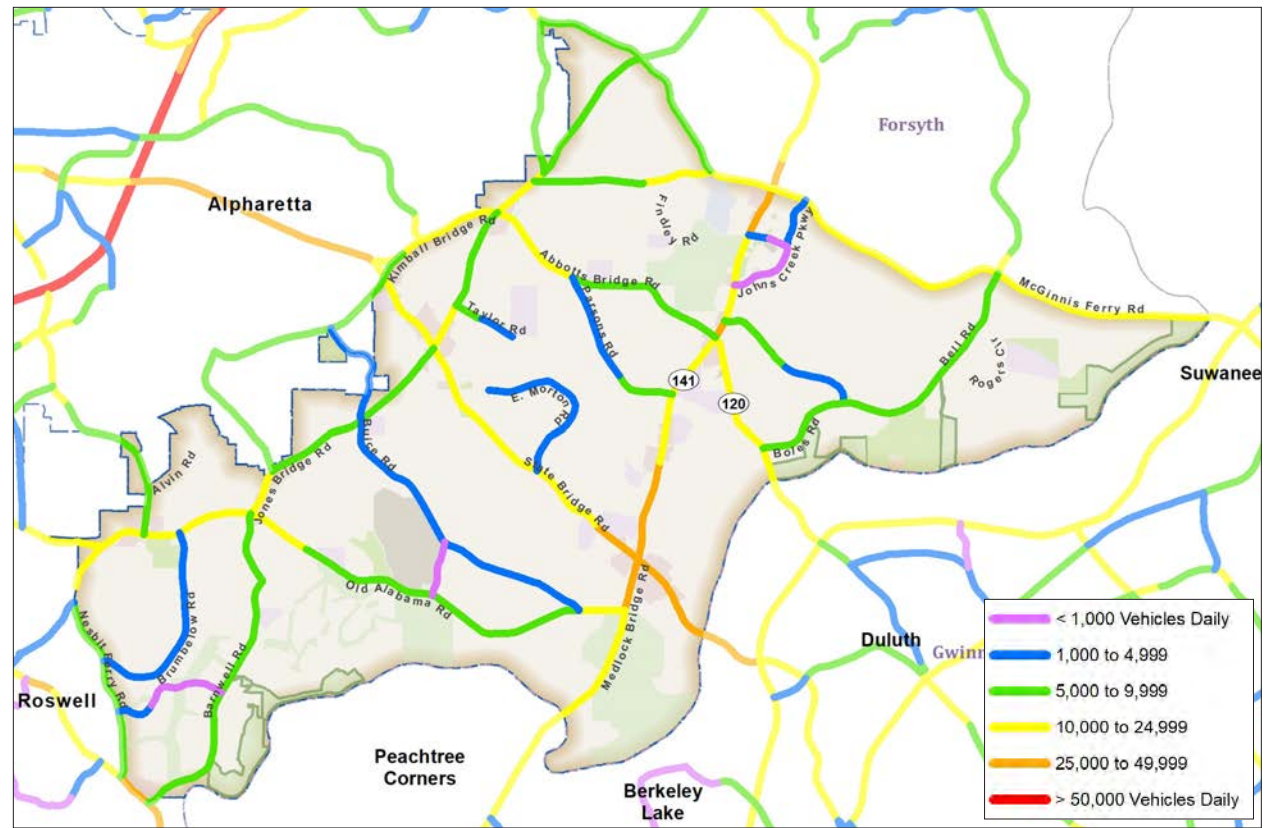 Forsyth
Alpharetta
Findley Rd
Kimball Bridge Rd
Johns Creek Pkwy
Abbotts Bridge Rd
McGinnis Ferry Rd
Taylor Rd
Parsons Rd
Bell Rd
Rogers Cir
Suwanee
141
120
E. Morton Rd
Buice Rd
Boles Rd
Alvin Rd
Jones Bridge Rd
State Bridge Rd
Old Alabama Rd
Medlock Bridge Rd
Nesbit Ferry Rd
Brumbelow Rd
Barnwell Rd
Duluth
Gwinn
Roswell
Peachtree
Corners
Berkeley
Lake
< 1,000 Vehicles Daily
1,000 to 4,999
5,000 to 9,999
10,000 to 24,999
25,000 to 49,999
> 50,000 Vehicles Daily